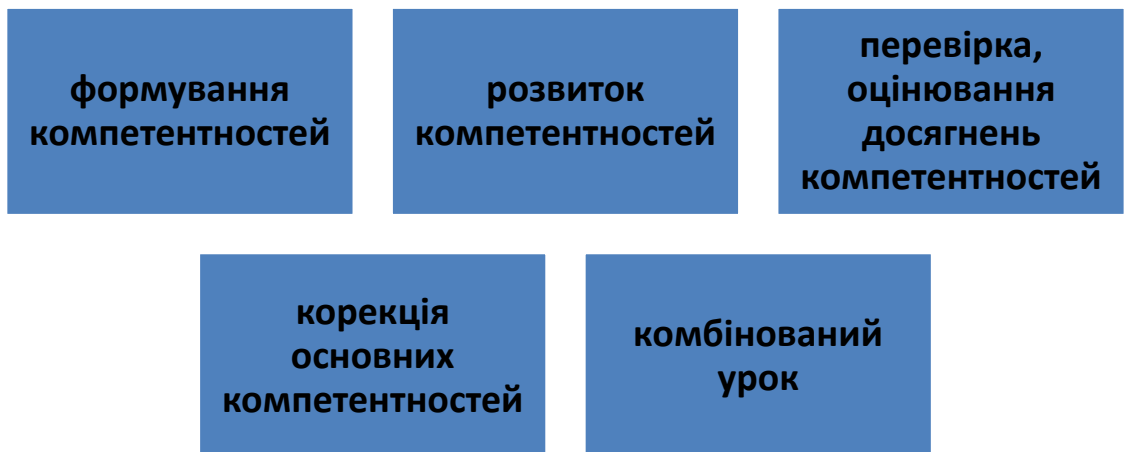 формування
компетентностей
розвиток
компетентностей
перевірка,
оцінювання
досягнень
компетентностей
корекція
основних
компетентностей
комбінований
урок